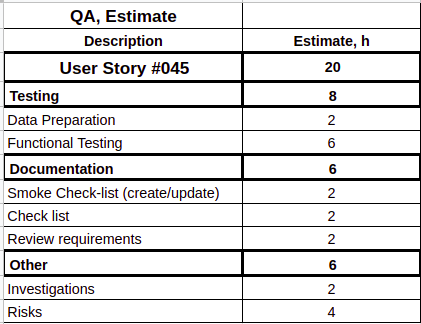 QA, Estimate
Description Estimate, h
User Story #045 20
Testing 8
Data Preparation 2
Functional Testing 6
Documentation 6
Smoke Check-list (create/update) 2
Check list 2
Review requirements 2
Other 6
Investigations 2
Risks 4